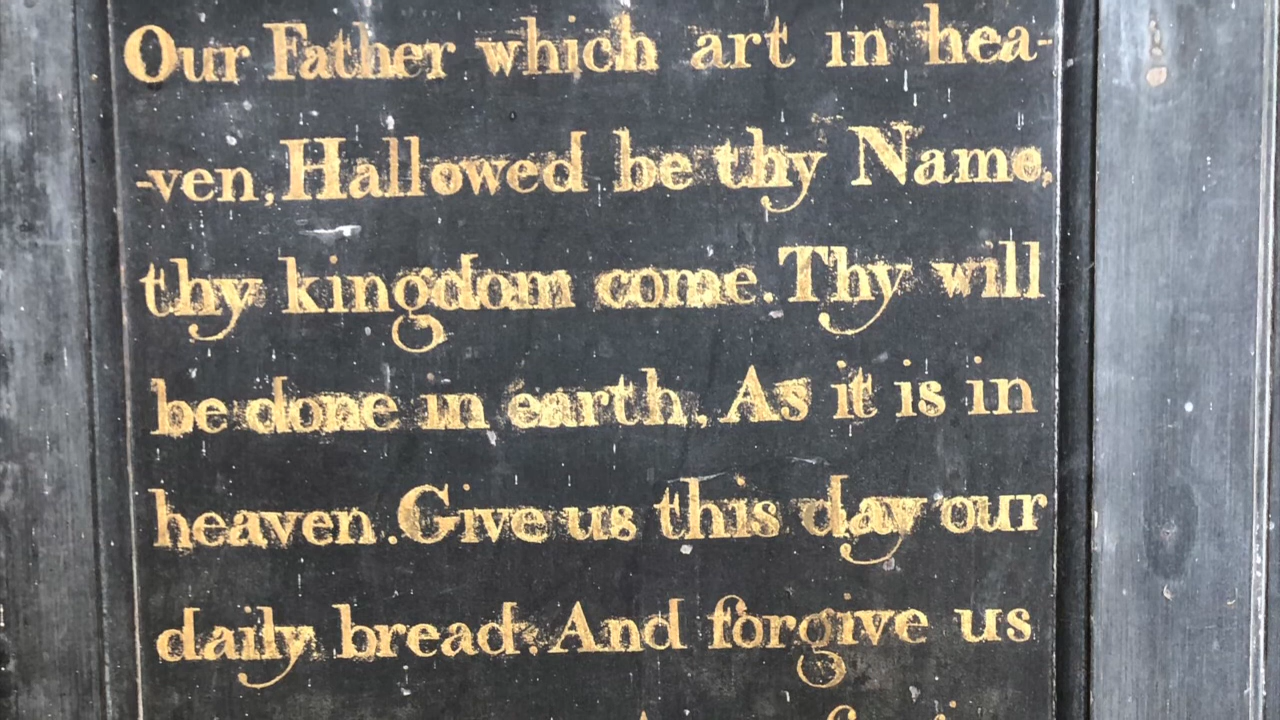 Our Father which art in hea-
-ven, Hallowed be thy Name,
thy kingdom come. Thy will
be done in earth, As it is in
heaven. Give us this day our
daily bread. And forgive us